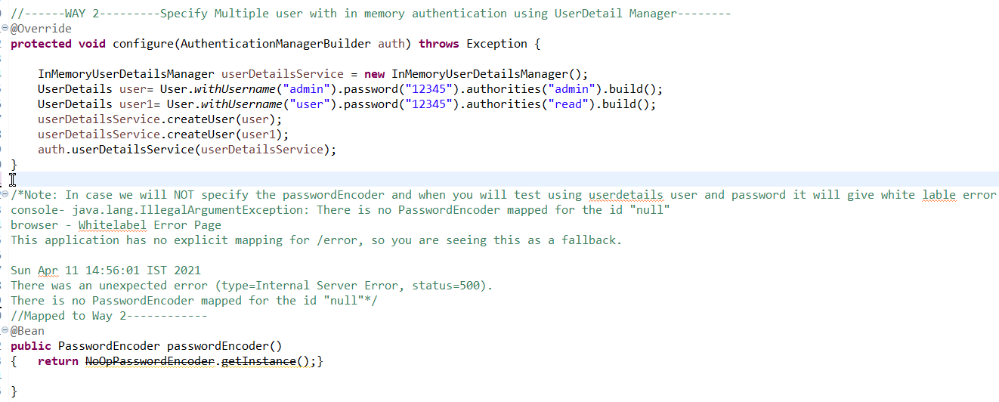 //------WAY 2---------Specify Multiple user with in memory authentication using UserDetail Manager--------
@Override
protected void configure(AuthenticationManagerBuilder auth) throws Exception {
InMemoryUserDetailsManager userDetailsService = new InMemoryUserDetailsManager();
UserDetails user= User.withUsername("admin").password("12345").authorities("admin").build();
UserDetails user1= User.withUsername("user").password("12345").authorities("read").build();
userDetailsService.createUser(user);
userDetailsService.createUser(user1);
auth.userDetailsService(userDetailsService);
}
/*Note: In case we will NOT specify the passwordEncoder and when you will test using userdetails user and password it will give white lable error
console- java.lang.IllegalArgumentException: There is no PasswordEncoder mapped for the id "null"
browser - Whitelabel Error Page
This application has no explicit mapping for /error, so you are seeing this as a fallback.
Sun Apr 11 14:56:01 IST 2021
There was an unexpected error (type=Internal Server Error, status=500).
There is no PasswordEncoder mapped for the id "null"*/
//Mapped to Way 2------------
@Bean
public PasswordEncoder passwordEncoder()
{   return NoOpPasswordEncoder.getInstance();}
}